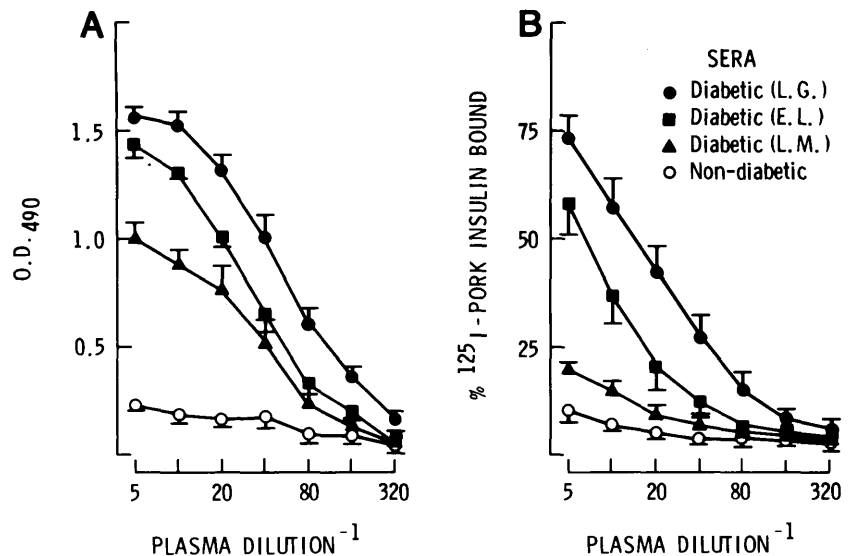 A
O.D.490
1.5
1.0
0.5
5 20 80 320
PLASMA DILUTION-1
B
% 125I-PORK INSULIN BOUND
75
50
25
5 20 80 320
PLASMA DILUTION-1
SERA
Diabetic (L.G.)
Diabetic (E.L.)
Diabetic (L.M.)
Non-diabetic